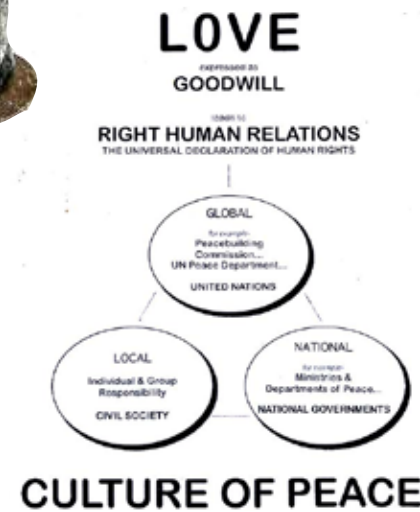 LOVE
expressed as
GOODWILL
leads to
RIGHT HUMAN RELATIONS
THE UNIVERSAL DECLARATION OF HUMAN RIGHTS
GLOBAL
for example
Peacebuilding
Commission...
UN Peace Department...
UNITED NATIONS
LOCAL
Individual & Group
Responsibility
CIVIL SOCIETY
NATIONAL
for example
Ministries &
Departments of Peace...
NATIONAL GOVERNMENTS
CULTURE OF PEACE